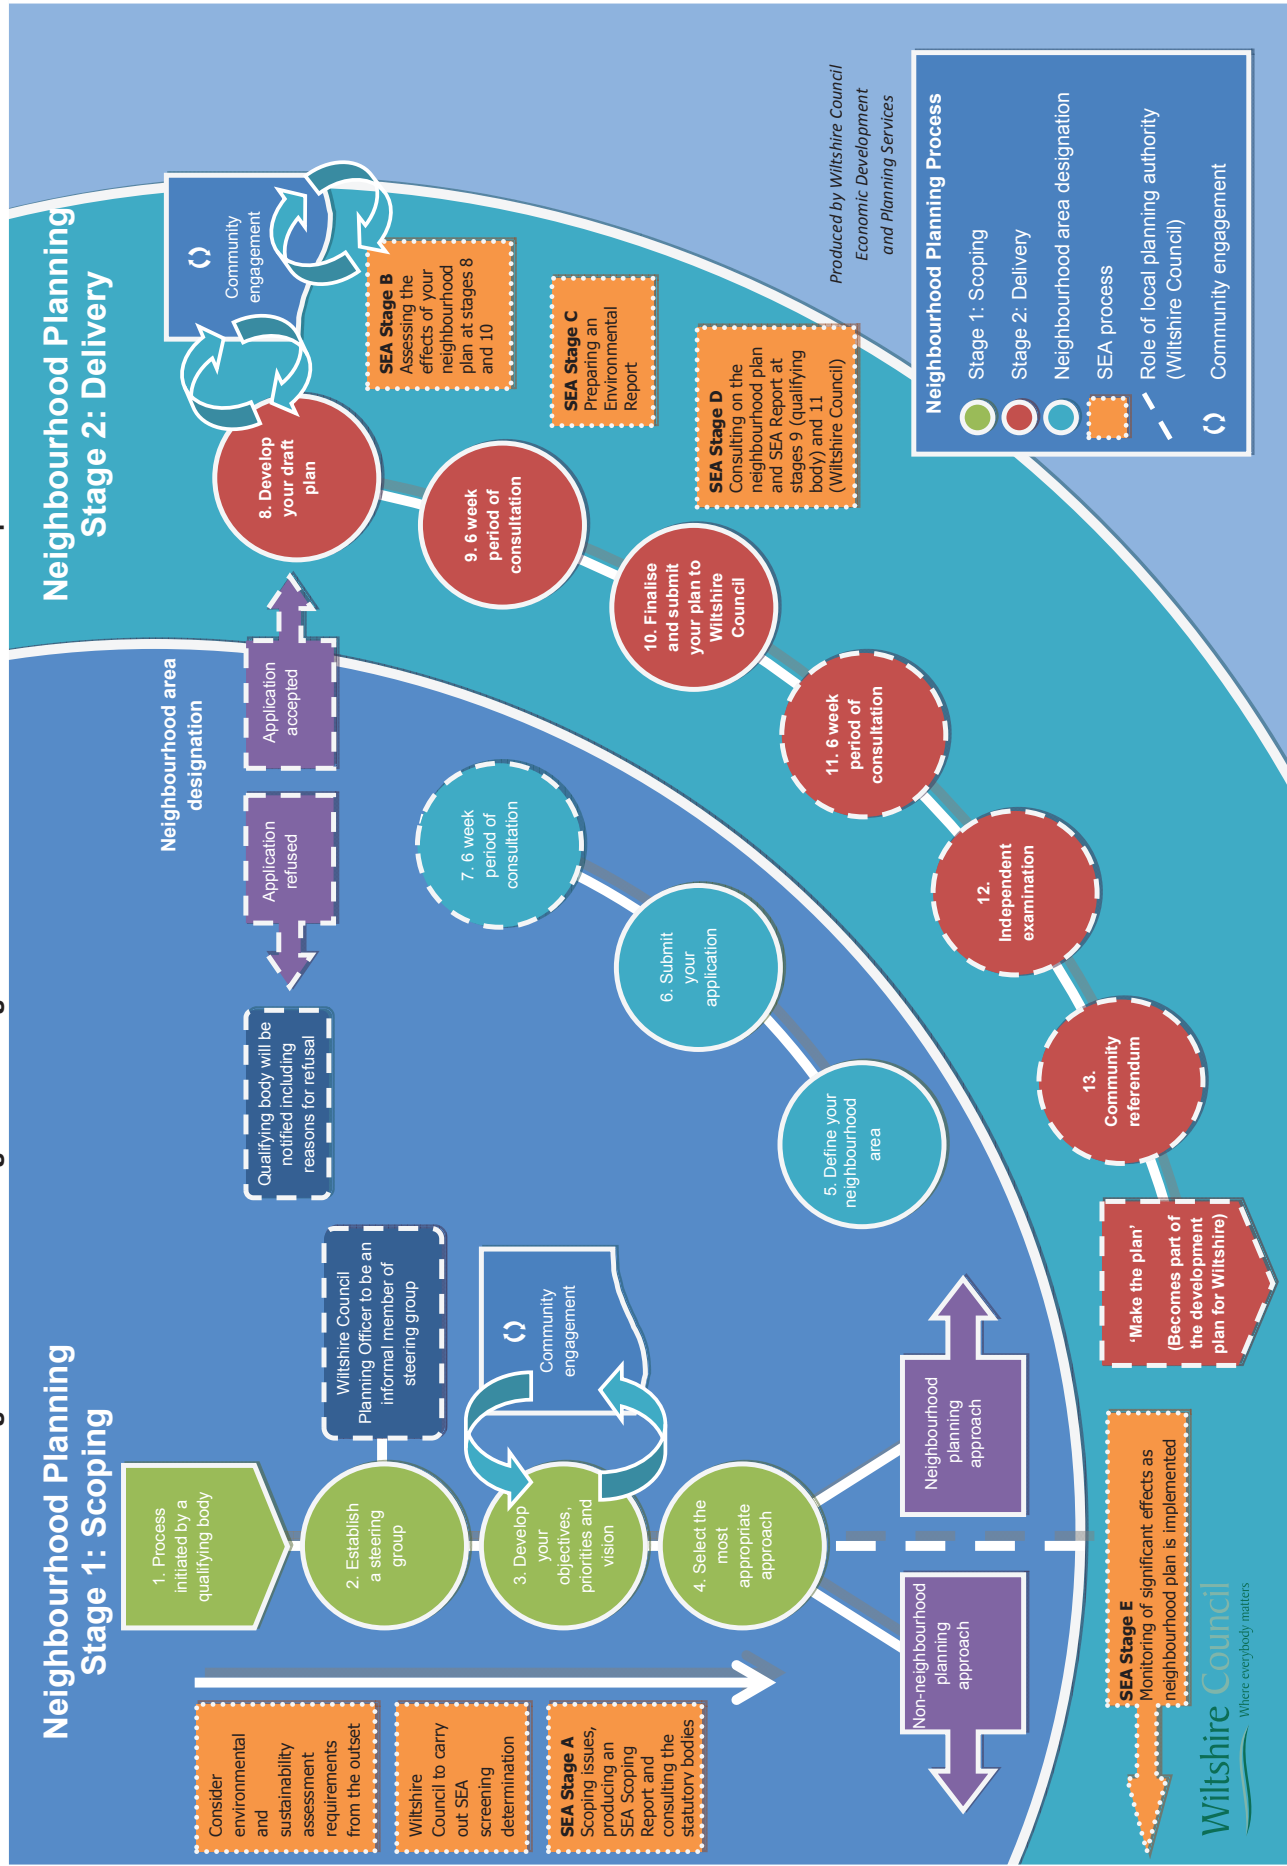 Neighbourhood Planning
Stage 1: Scoping
1. Process
initiated by a
qualifying body
2. Establish
a steering
group
Wiltshire Council
Planning Officer to be an
informal member of
steering group
3. Develop
your
objectives,
priorities and
vision
Community
engagement
4. Select the
most
appropriate
approach
Non-neighbourhood
planning
approach
Neighbourhood
planning
approach
Consider
environmental
and
sustainability
assessment
requirements
from the outset
Wiltshire
Council to carry
out SEA
screening
determination
SEA Stage A
Scoping issues,
producing an
SEA Scoping
Report and
consulting the
statutory bodies
5. Define your
neighbourhood
area
6. Submit
your
application
7. 6 week
period of
consultation
Neighbourhood area
designation
Application
refused
Application
accepted
Qualifying body will be
notified including
reasons for refusal
Neighbourhood Planning
Stage 2: Delivery
8. Develop
your draft
plan
Community
engagement
9. 6 week
period of
consultation
10. Finalise
and submit
your plan to
Wiltshire
Council
11. 6 week
period of
consultation
12.
Independent
examination
13.
Community
referendum
‘Make the plan’
(Becomes part of
the development
plan for Wiltshire)
SEA Stage B
Assessing the
effects of your
neighbourhood
plan at stages 8
and 10
SEA Stage C
Preparing an
Environmental
Report
SEA Stage D
Consulting on the
neighbourhood plan
and SEA Report at
stages 9 (qualifying
body) and 11
(Wiltshire Council)
SEA Stage E
Monitoring of significant effects as
neighbourhood plan is implemented
Produced by Wiltshire Council
Economic Development
and Planning Services
Neighbourhood Planning Process
Stage 1: Scoping
Stage 2: Delivery
Neighbourhood area designation
SEA process
Role of local planning authority
(Wiltshire Council)
Community engagement
Wiltshire Council
Where everybody matters